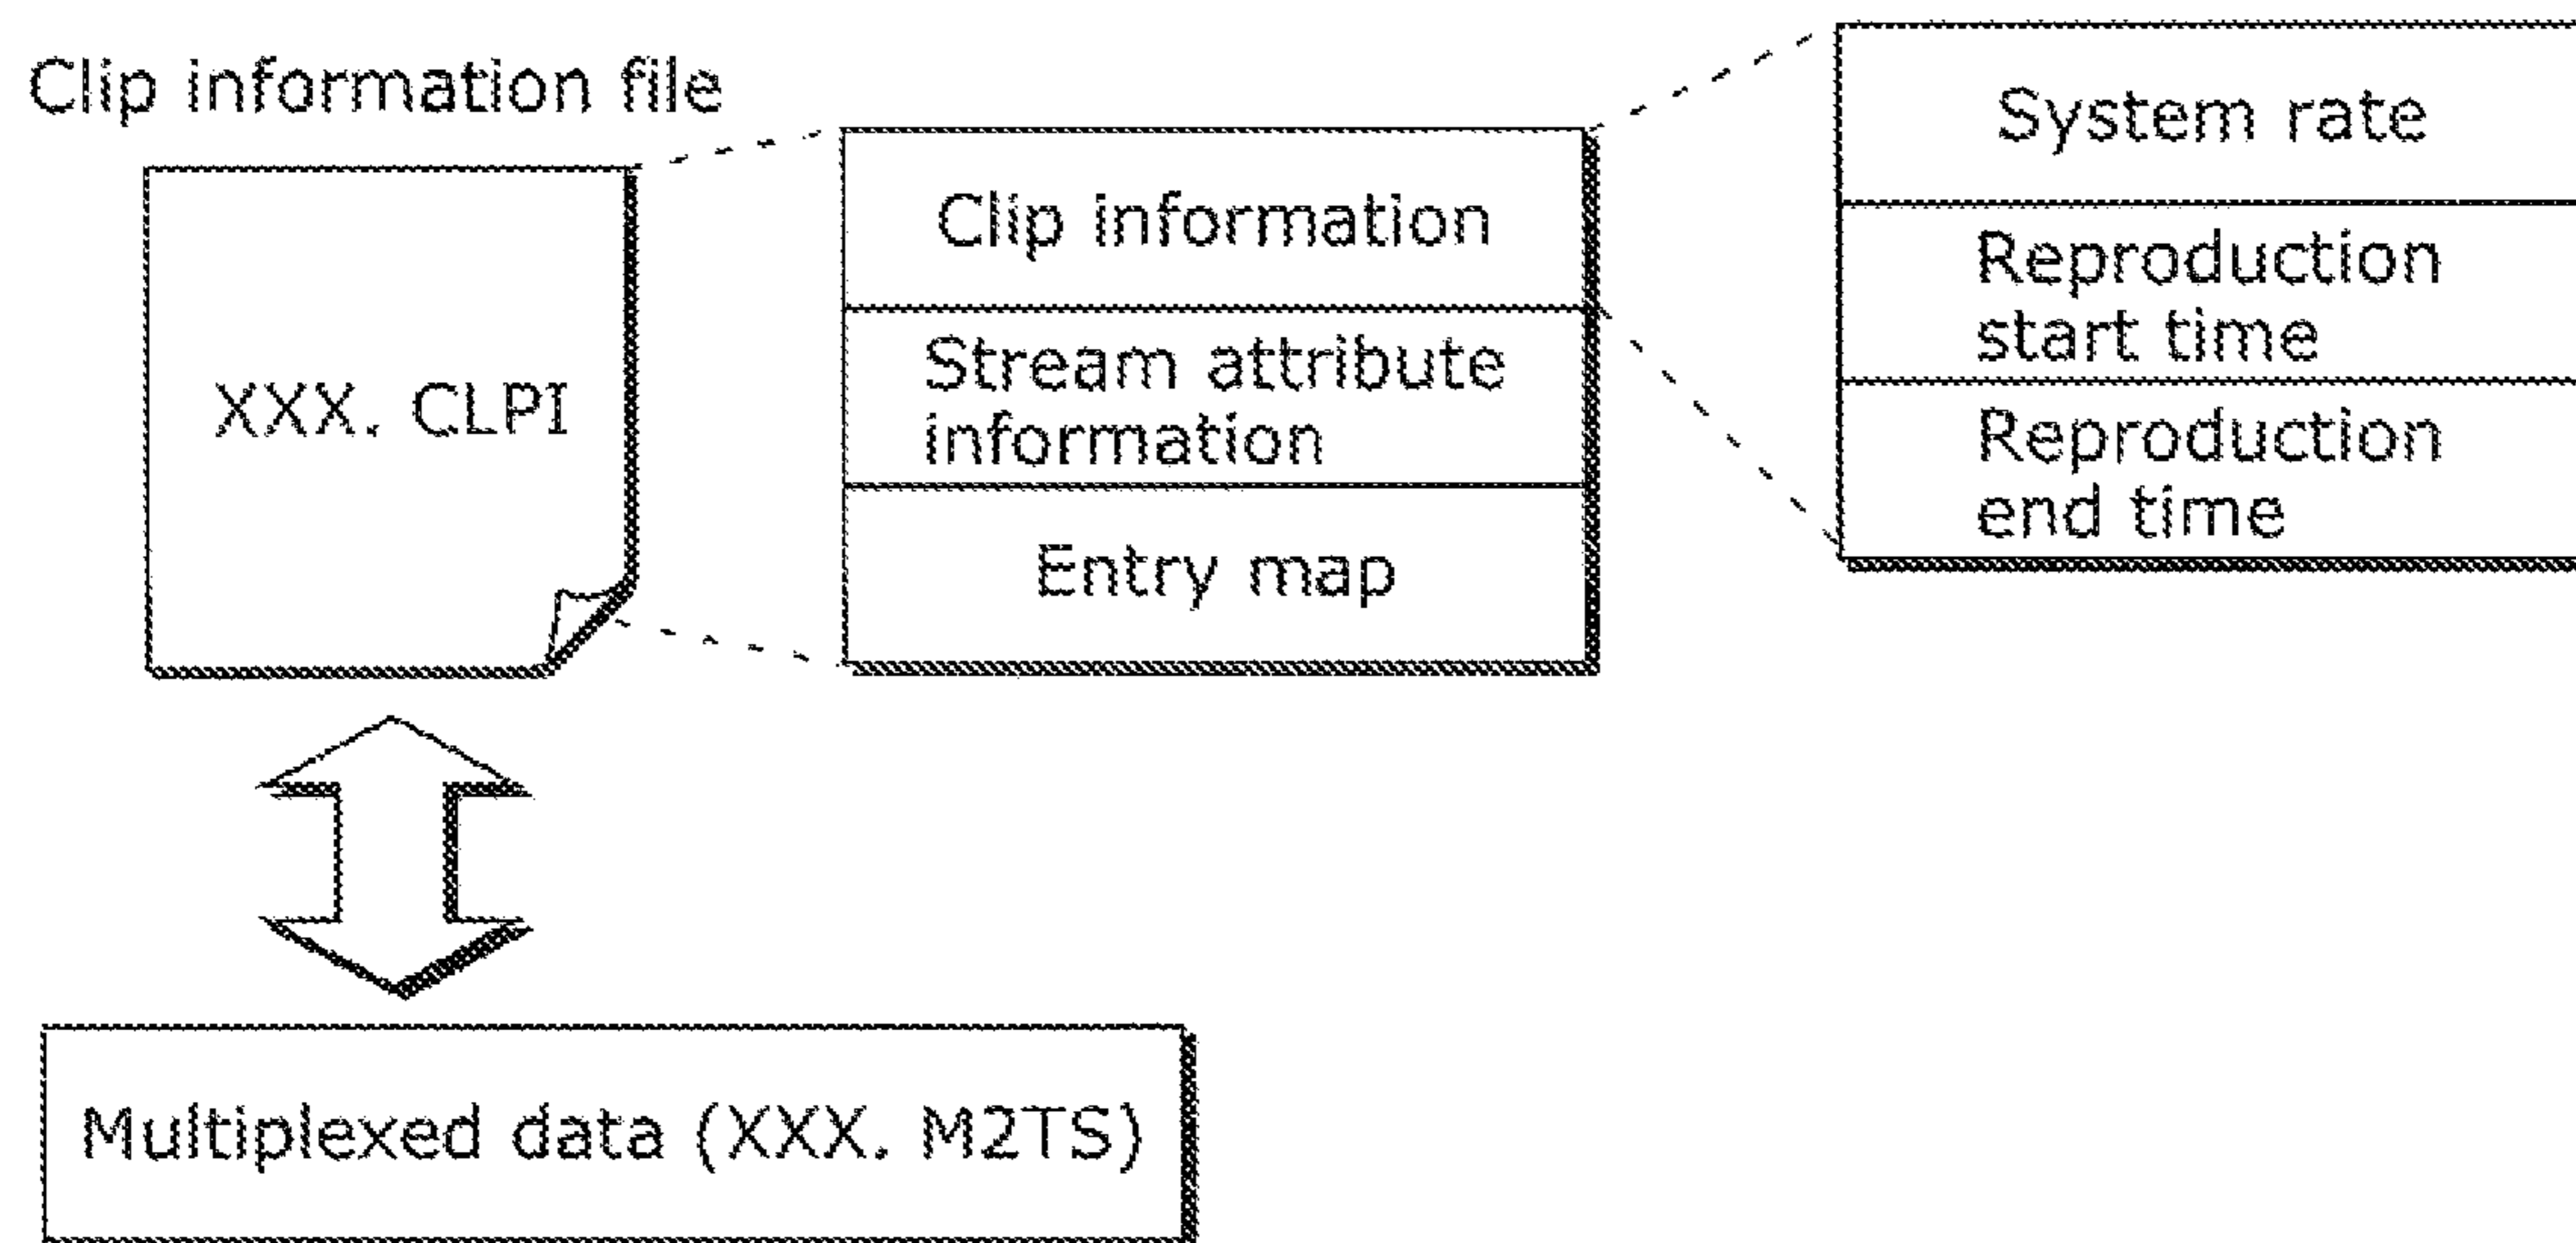 Clip information file
XXX. CLPI
Clip information
Stream attribute
information
Entry map
System rate
Reproduction
start time
Reproduction
end time
Multiplexed data (XXX. M2TS)